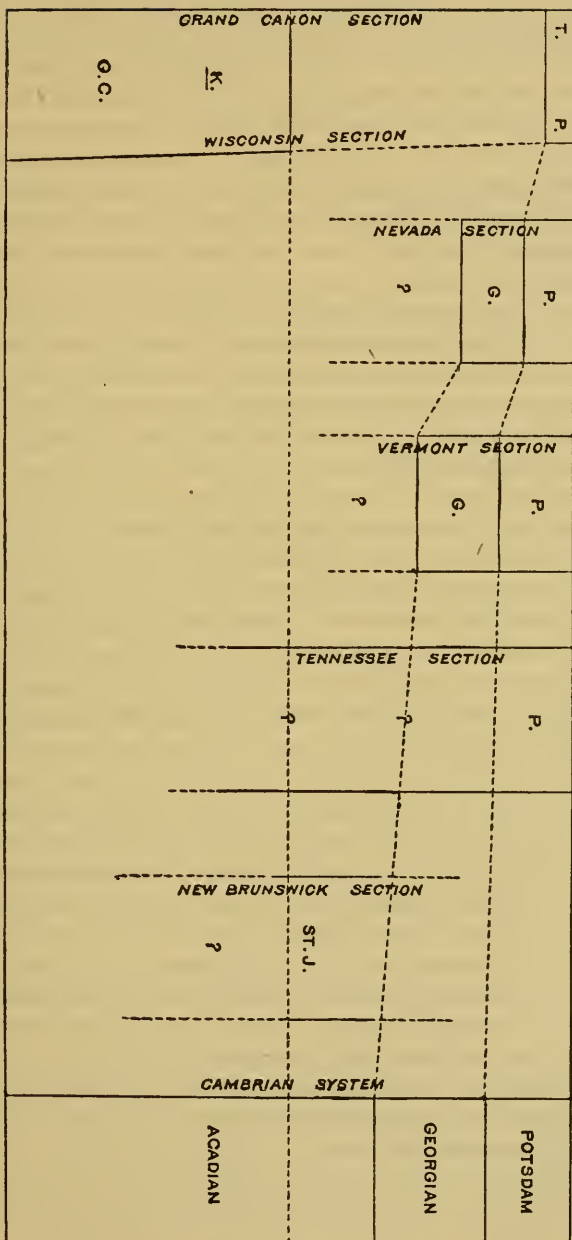 GRAND CANON SECTION
T. P.
K.
G.C.
WISCONSIN SECTION
NEVADA SECTION
P.
G.
?
VERMONT SECTION
P.
G.
?
TENNESSEE SECTION
P.
?
?
NEW BRUNSWICK SECTION
ST. J.
?
CAMBRIAN SYSTEM
POTSDAM
GEORGIAN
ACADIAN